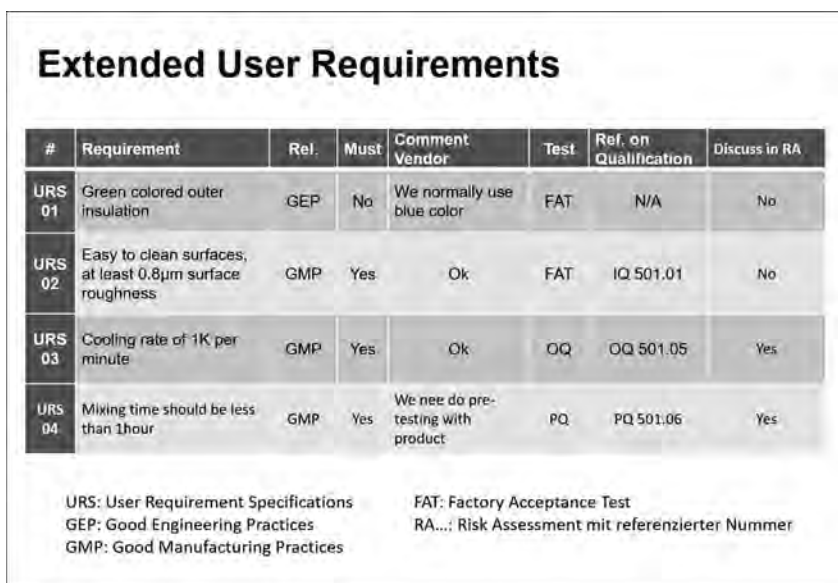 Extended User Requirements
# Requirement Rel. Must Comment Vendor Test Ref. on Qualification Discuss in RA
URS 01 Green colored outer insulation GEP No We normally use blue color FAT N/A No
URS 02 Easy to clean surfaces, at least 0.8µm surface roughness GMP Yes Ok FAT IQ 501.01 No
URS 03 Cooling rate of 1K per minute GMP Yes Ok OQ OQ 501.05 Yes
URS 04 Mixing time should be less than 1hour GMP Yes We nee do pre-testing with product PQ PQ 501.06 Yes
URS: User Requirement Specifications
GEP: Good Engineering Practices
GMP: Good Manufacturing Practices
FAT: Factory Acceptance Test
RA...: Risk Assessment mit referenzierter Nummer